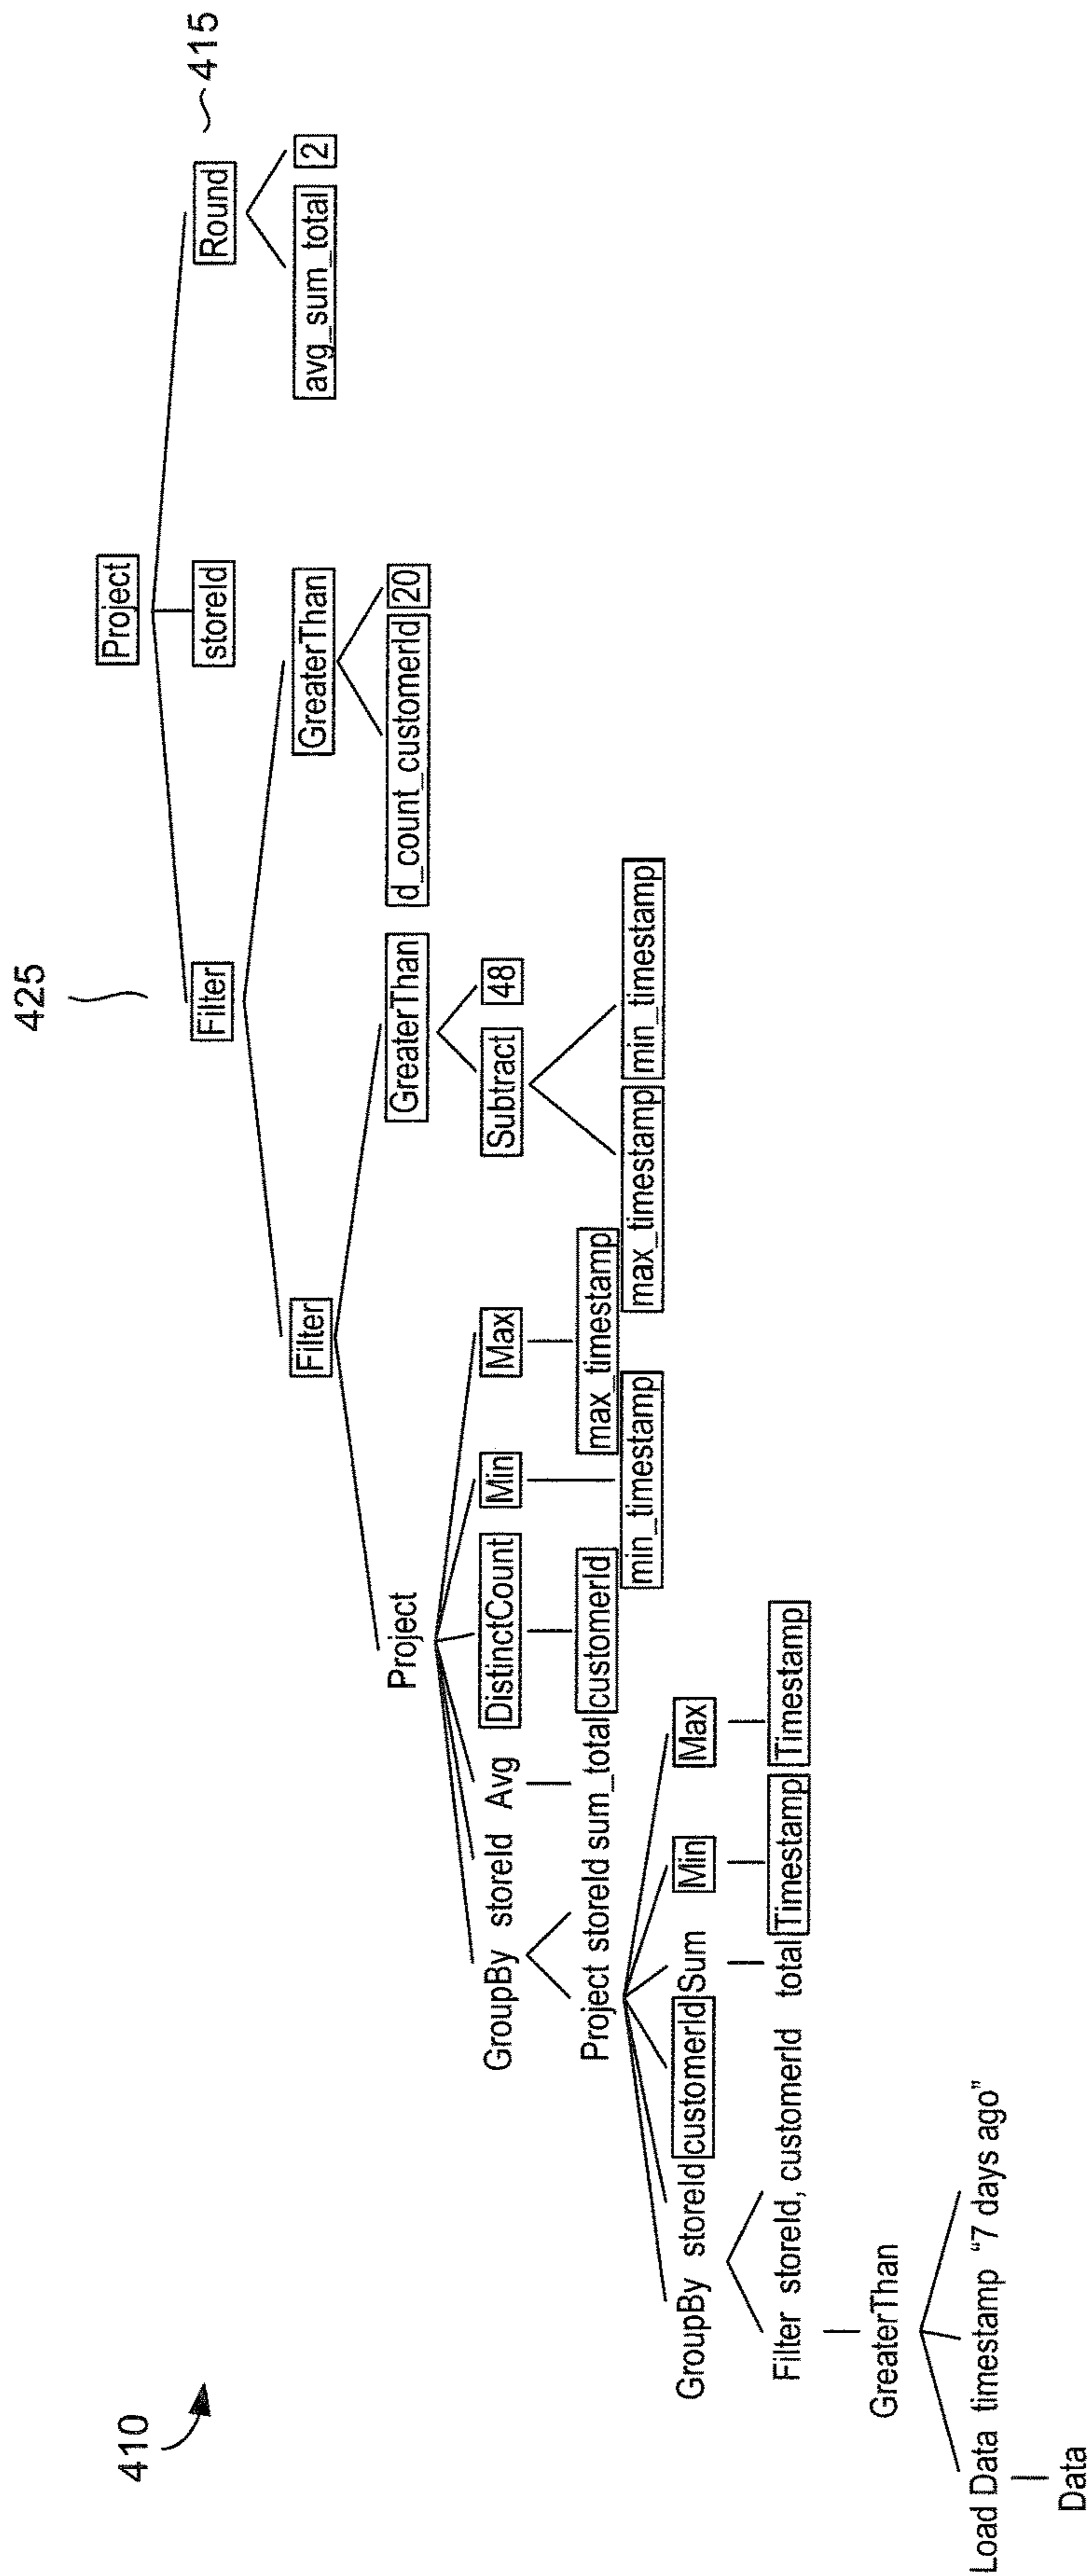 410
425
Project
Filter
storeId
Round
415
Filter
GreaterThan
avg_sum_total 2
Project
GreaterThan
d_count_customerId 20
GroupBy storeId Avg DistinctCount Min Max
Subtract 48
Project storeId sum_total customerId
max_timestamp
min_timestamp
max_timestamp min_timestamp
GroupBy storeId customerId Sum Min Max
Filter storeId, customerId total Timestamp Timestamp
GreaterThan
Load Data timestamp “7 days ago”
Data